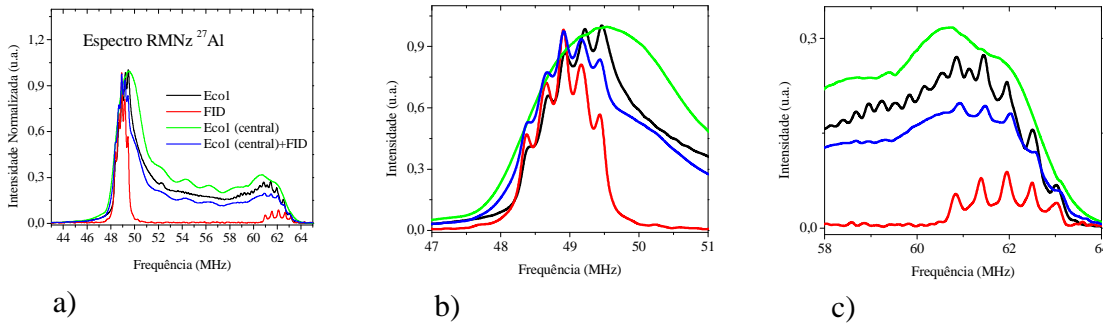 Espectro RMNz ²⁷Al
Eco1
FID
Eco1 (central)
Eco1 (central)+FID
Intensidade Normalizada (u.a.)
1,2
0,9
0,6
0,3
0,0
44 46 48 50 52 54 56 58 60 62 64
Frequência (MHz)
a)
Intensidade (u.a.)
0.9
0.6
0.3
0.0
47 48 49 50 51
Frequência (MHz)
b)
Intensidade (u.a.)
0.3
0.0
58 60 62 64
Frequência (MHz)
c)